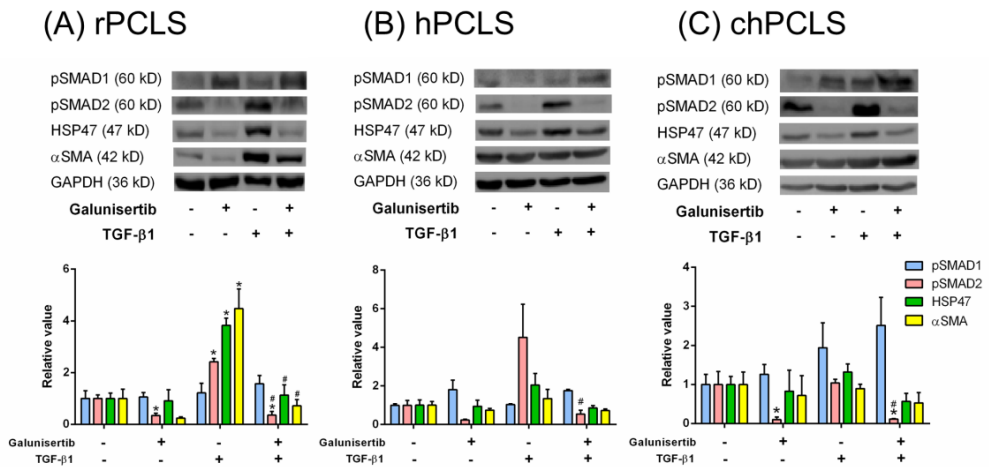 (A) rPCLS
pSMAD1 (60 kD)
pSMAD2 (60 kD)
HSP47 (47 kD)
αSMA (42 kD)
GAPDH (36 kD)
Galunisertib - + - +
TGF-β1 - - + +
Relative value
6
4
2
0
* * * * * # * # #
Galunisertib - + - +
TGF-β1 - - + +
(B) hPCLS
pSMAD1 (60 kD)
pSMAD2 (60 kD)
HSP47 (47 kD)
αSMA (42 kD)
GAPDH (36 kD)
Galunisertib - + - +
TGF-β1 - - + +
Relative value
8
6
4
2
0
#
- + - +
- - + +
(C) chPCLS
pSMAD1 (60 kD)
pSMAD2 (60 kD)
HSP47 (47 kD)
αSMA (42 kD)
GAPDH (36 kD)
Galunisertib - + - +
TGF-β1 - - + +
Relative value
4
3
2
1
0
* # *
Galunisertib - + - +
TGF-β1 - - + +
pSMAD1
pSMAD2
HSP47
αSMA